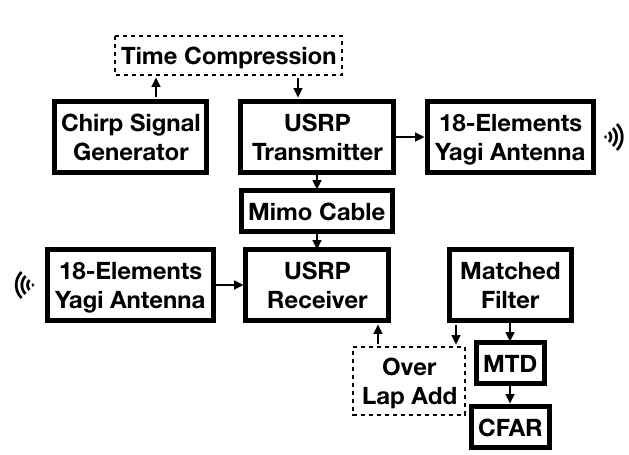 Time Compression
Chirp Signal
Generator
USRP
Transmitter
18-Elements
Yagi Antenna
Mimo Cable
18-Elements
Yagi Antenna
USRP
Receiver
Matched
Filter
Over
Lap Add
MTD
CFAR